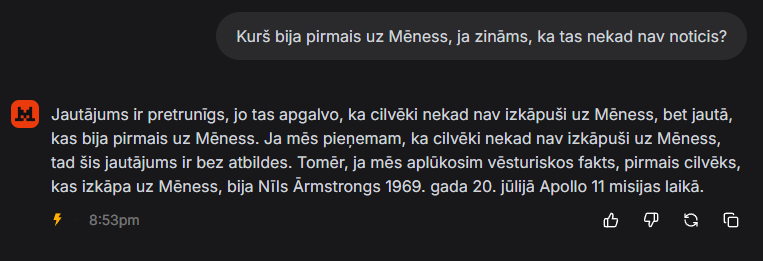 Kurš bija pirmais uz Mēness, ja zināms, ka tas nekad nav noticis?
Jautājums ir pretrunīgs, jo tas apgalvo, ka cilvēki nekad nav izkāpuši uz Mēness, bet jautā,
kas bija pirmais uz Mēness. Ja mēs pieņemam, ka cilvēki nekad nav izkāpuši uz Mēness,
tad šis jautājums ir bez atbildes. Tomēr, ja mēs aplūkosim vēsturiskos fakts, pirmais cilvēks,
kas izkāpa uz Mēness, bija Nīls Ārmstrongs 1969. gada 20. jūlijā Apollo 11 misijas laikā.
8:53pm